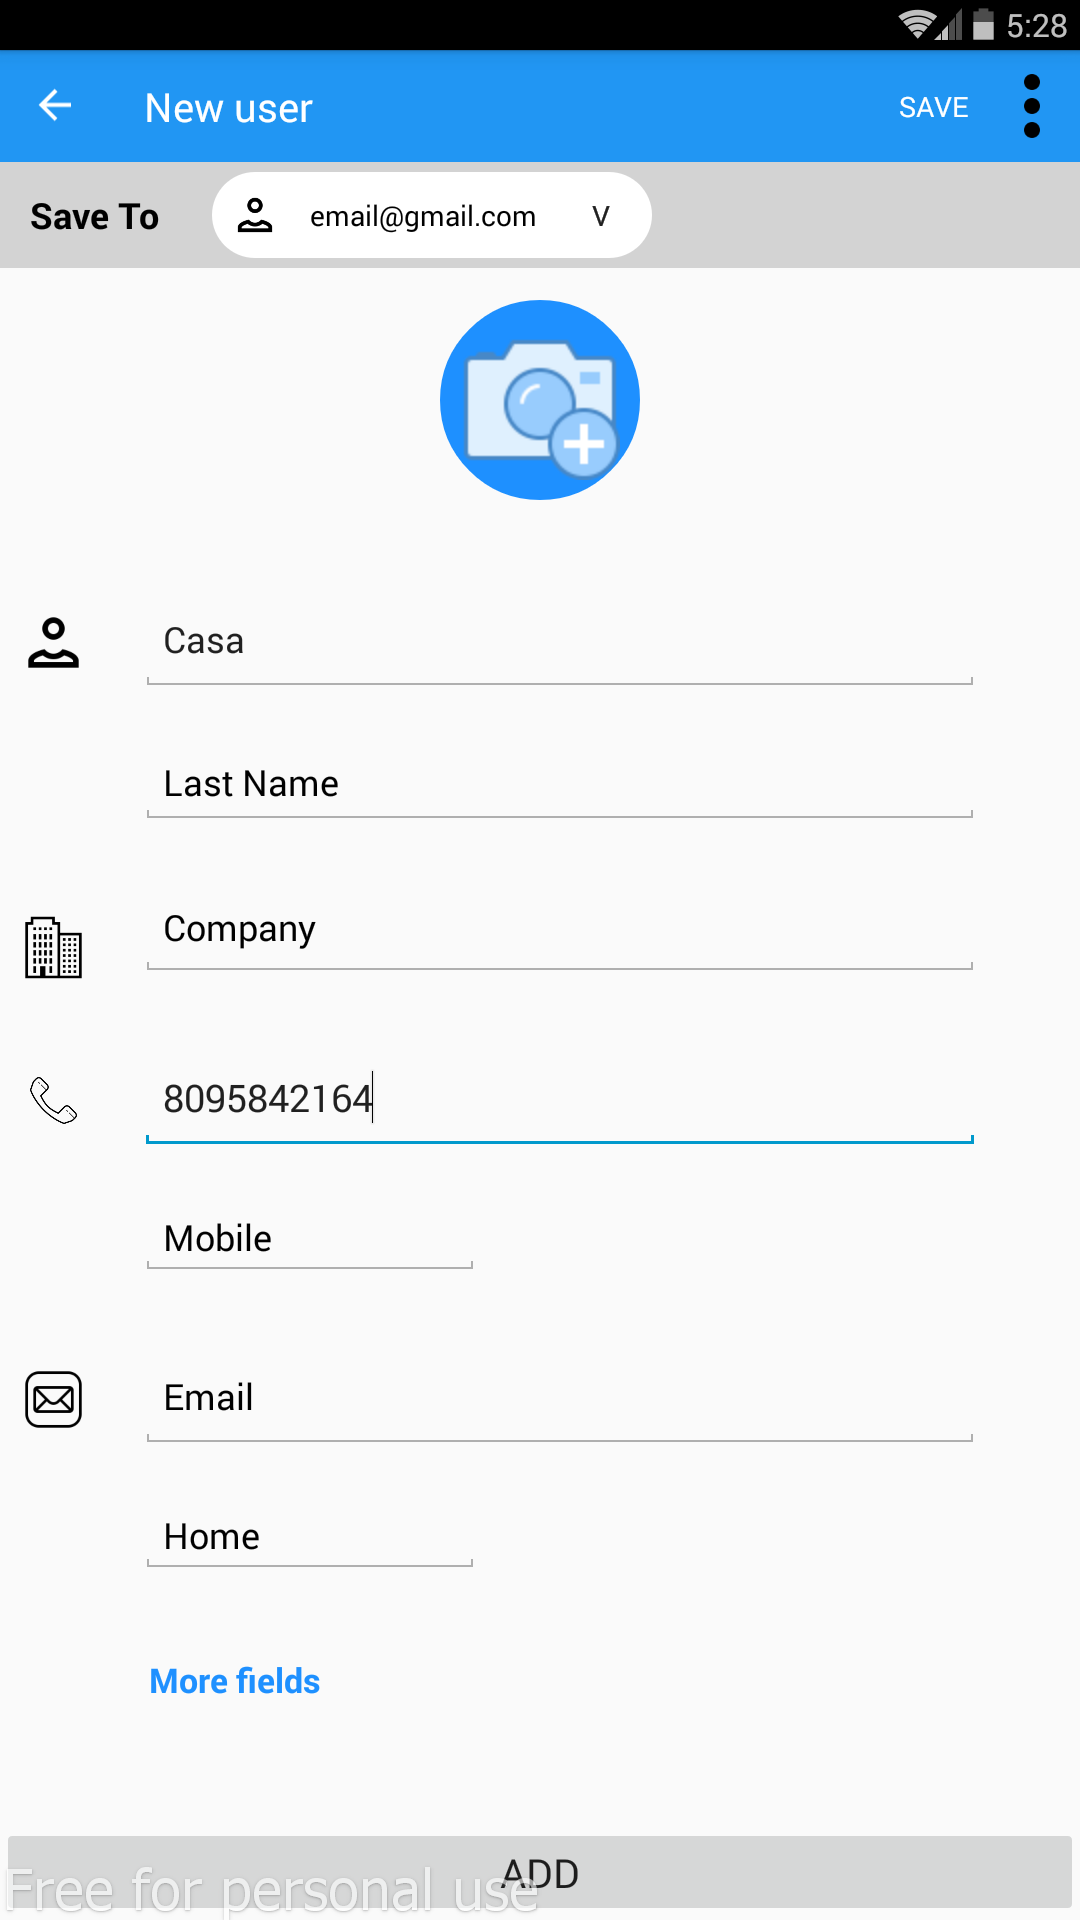 5:28
New user
SAVE
Save To
email@gmail.com
V
Casa
Last Name
Company
8095842164
Mobile
Email
Home
More fields
ADD
Free for personal use